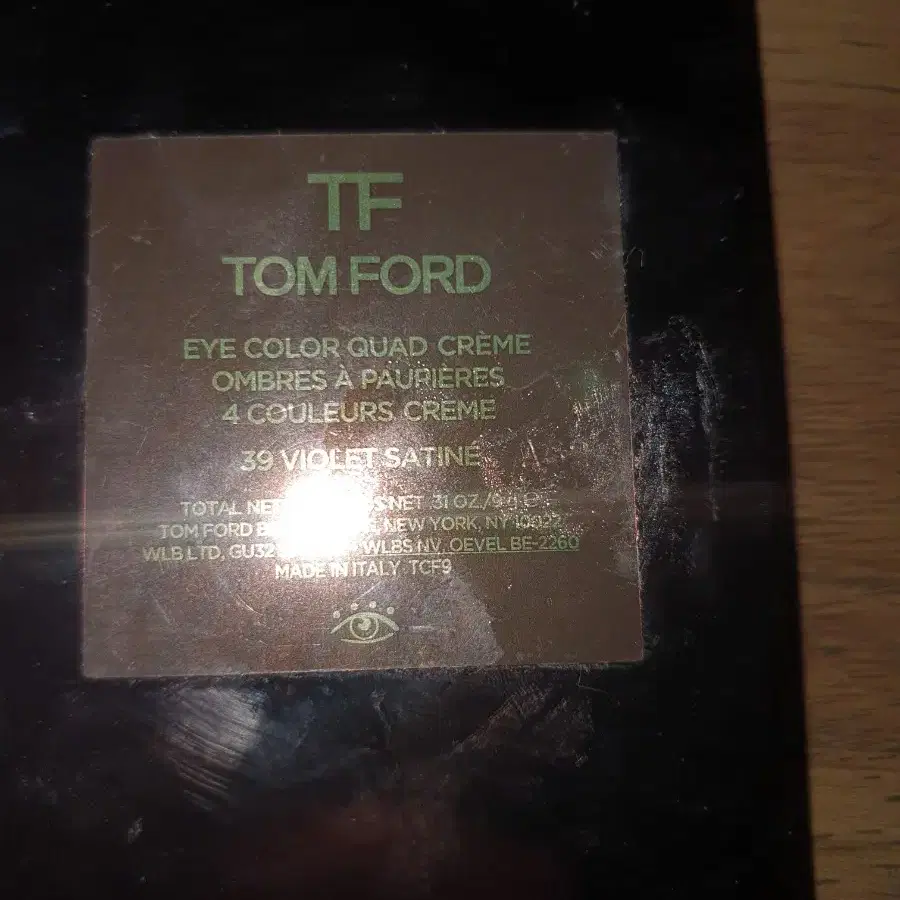 TF
TOM FORD
EYE COLOR QUAD CRÈME
OMBRES À PAUPIÈRES
4 COULEURS CRÈME
39 VIOLET SATINÉ
TOTAL NET .31 OZ./
TOM FORD NEW YORK, NY 10022
WLB LTD, GU32 WLBS NV, OEVEL BE-2260
MADE IN ITALY TCF9